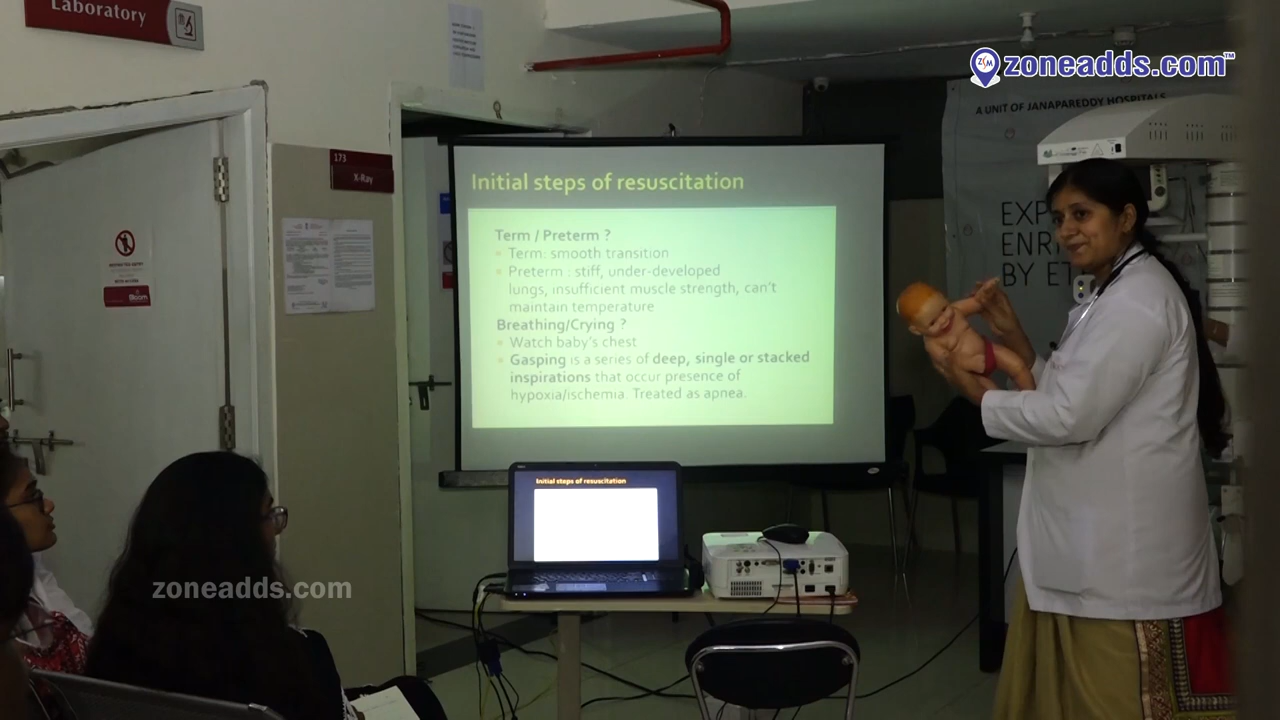 Laboratory
zoneadds.com™
A UNIT OF JANAPAREDDY HOSPITALS
173
X-Ray
Initial steps of resuscitation
Term / Preterm ?
Term: smooth transition
Preterm : stiff, under-developed
lungs, insufficient muscle strength, can't
maintain temperature
Breathing/Crying ?
Watch baby's chest
Gasping is a series of deep, single or stacked
inspirations that occur presence of
hypoxia/ischemia. Treated as apnea.
EXP
ENR
BY ET
Bloom
Initial steps of resuscitation
zoneadds.com